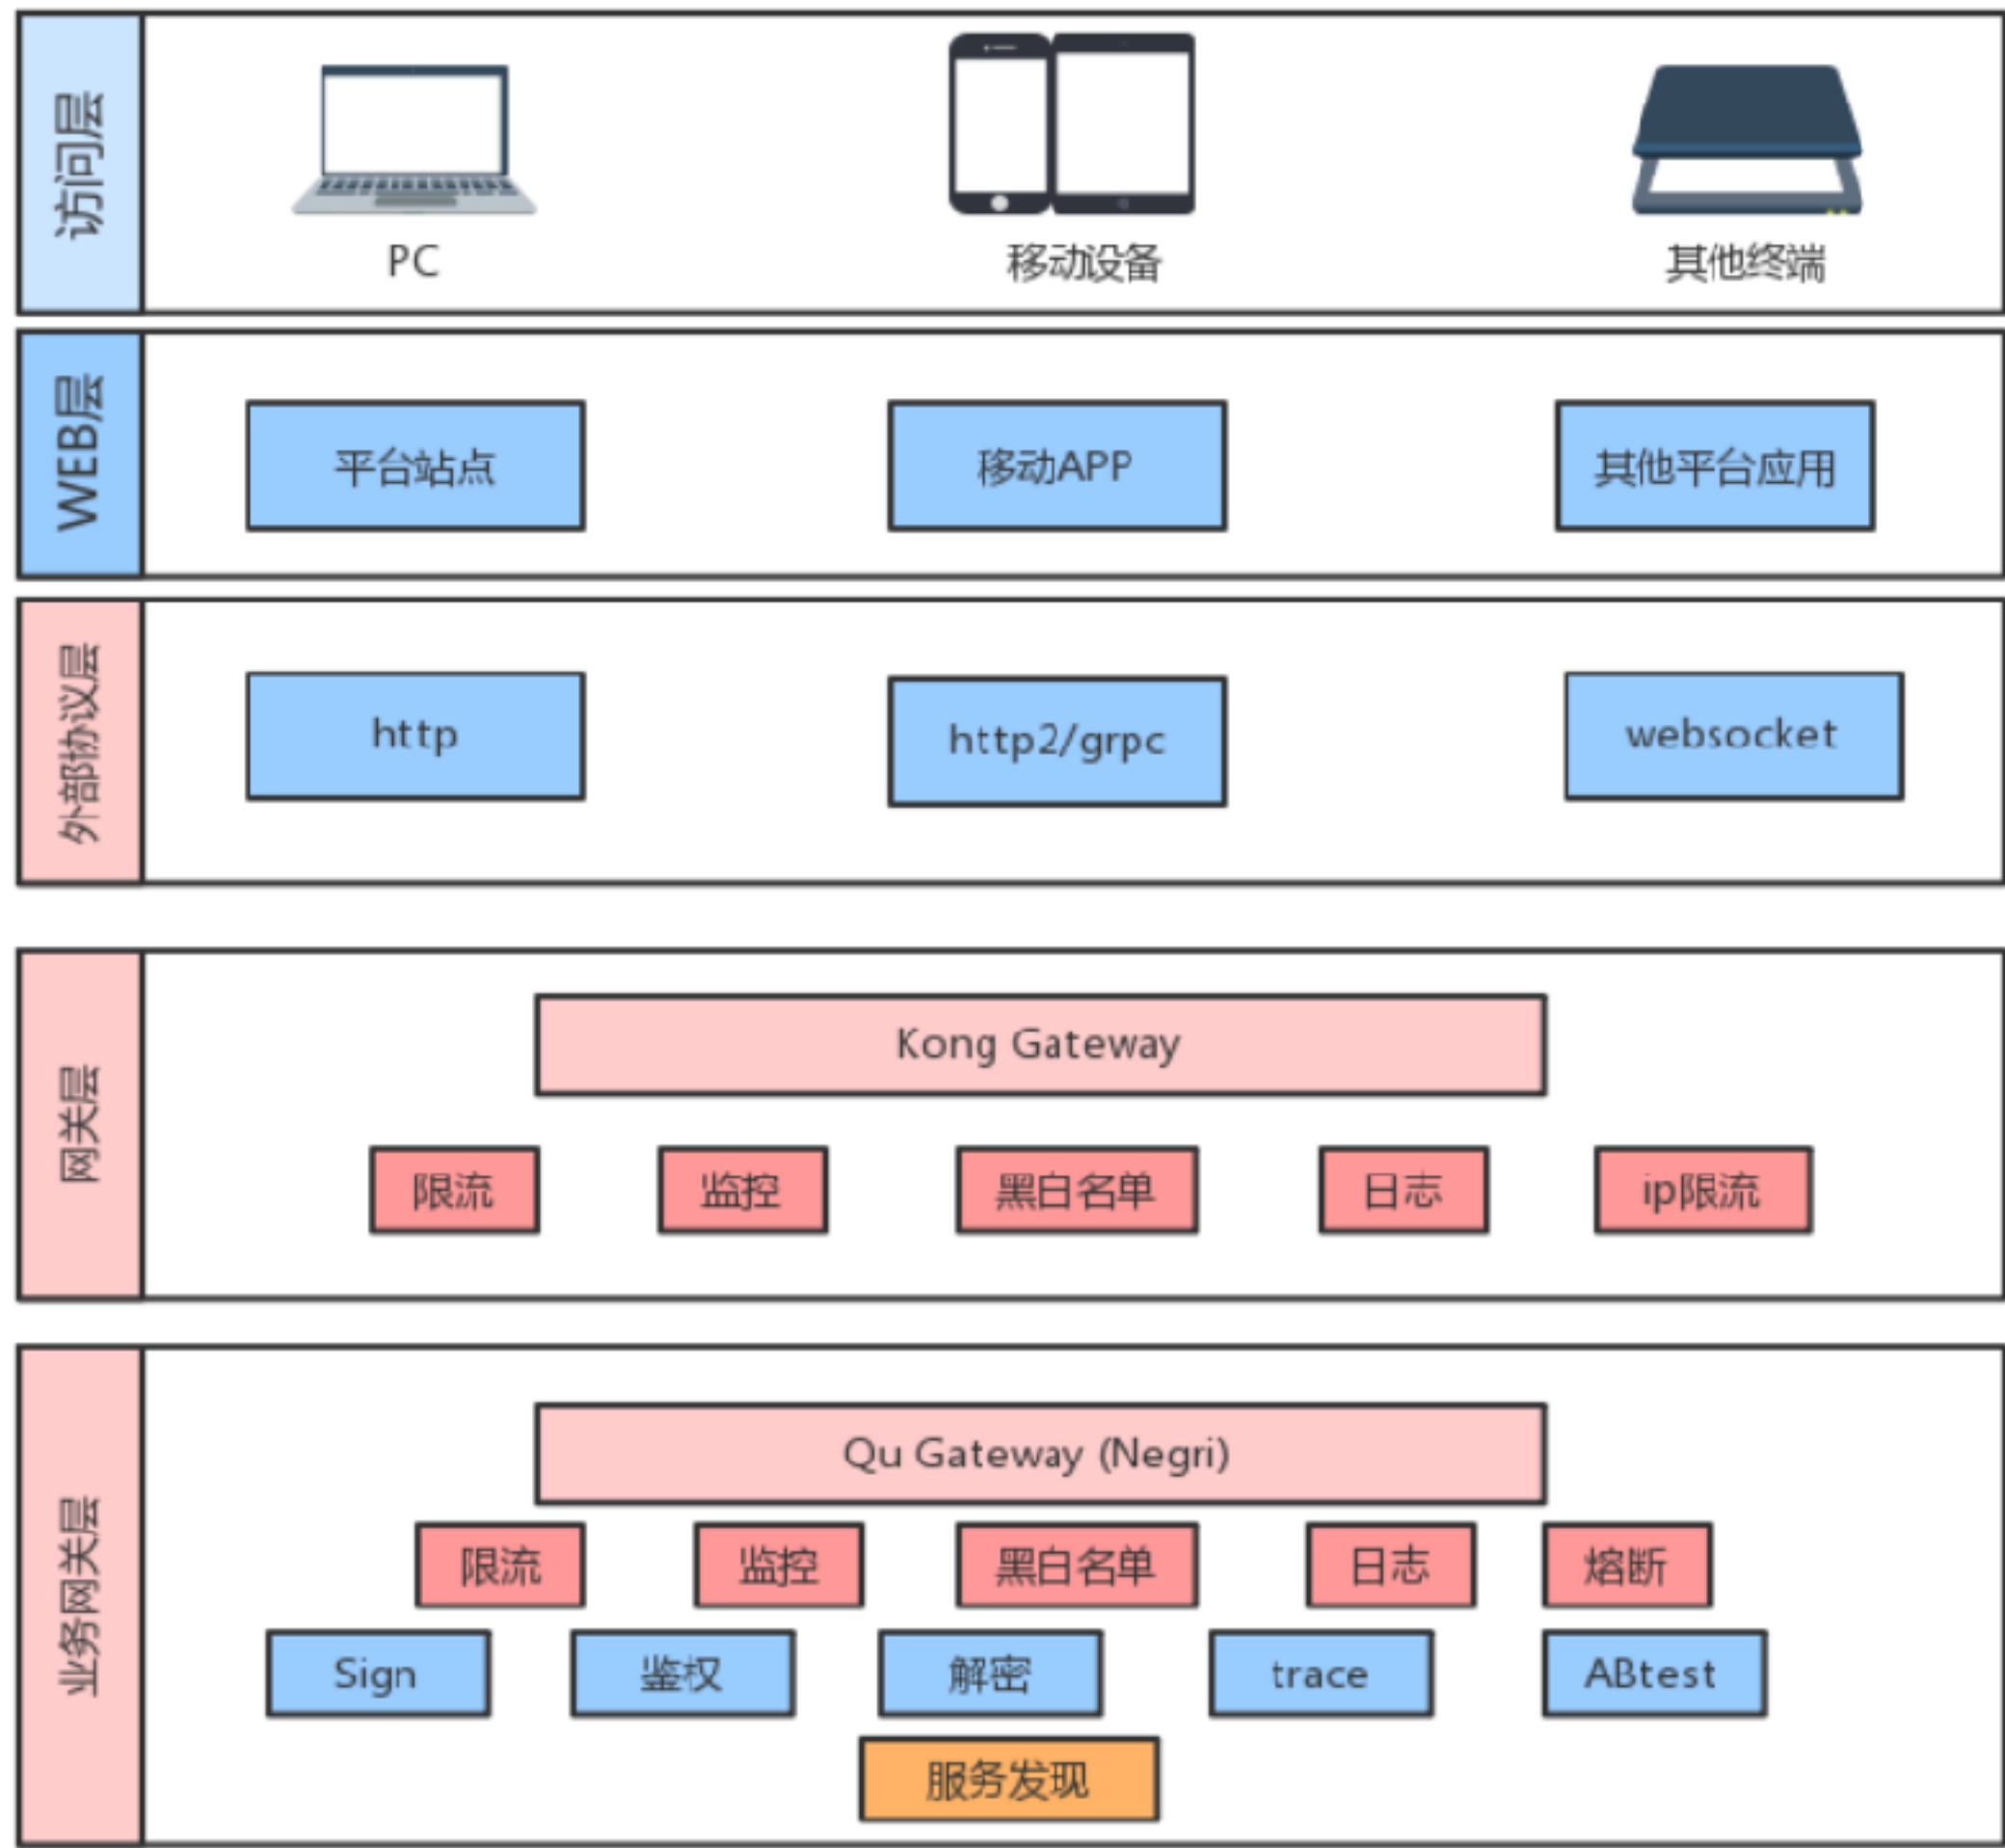 访问层
PC
移动设备
其他终端
WEB层
平台站点
移动APP
其他平台应用
外部协议层
http
http2/grpc
websocket
网关层
Kong Gateway
限流
监控
黑白名单
日志
ip限流
业务网关层
Qu Gateway (Negri)
限流
监控
黑白名单
日志
熔断
Sign
鉴权
解密
trace
ABtest
服务发现